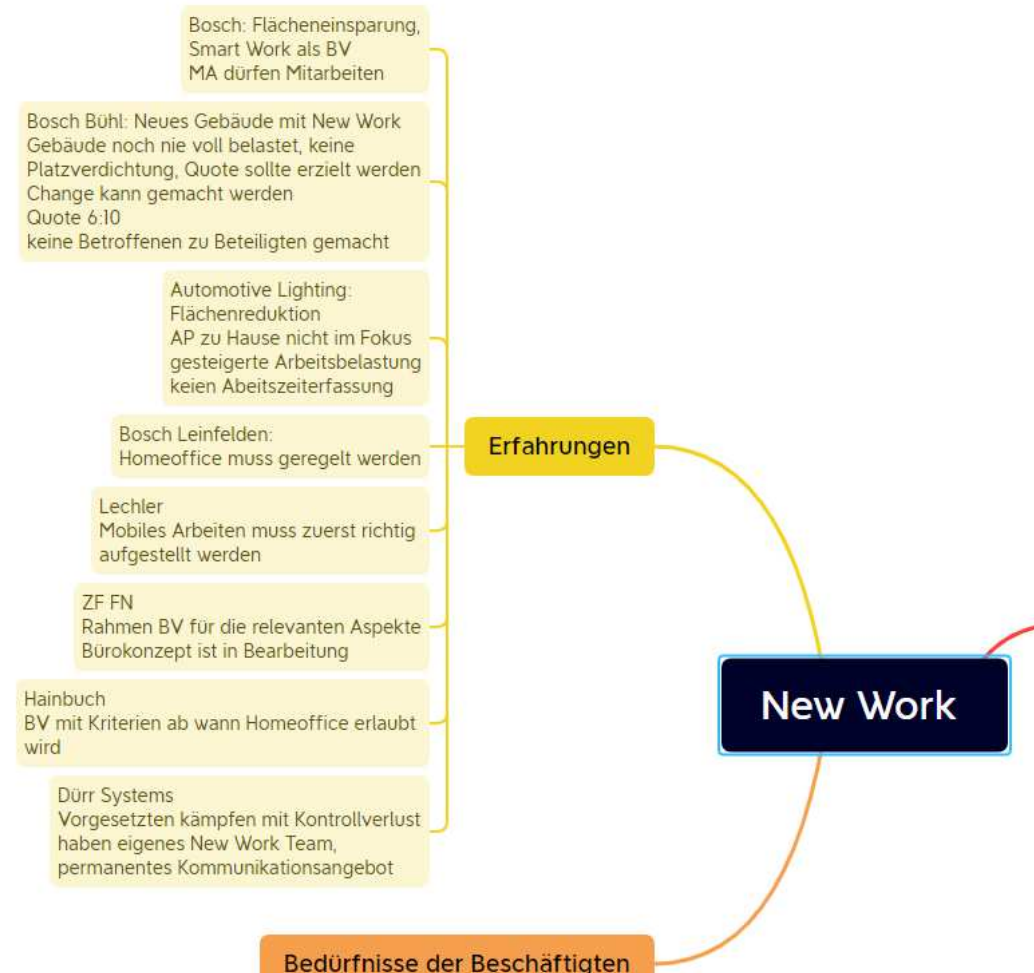 Bosch: Flächeneinsparung,
Smart Work als BV
MA dürfen Mitarbeiten
Bosch Bühl: Neues Gebäude mit New Work
Gebäude noch nie voll belastet, keine
Platzverdichtung, Quote sollte erzielt werden
Change kann gemacht werden
Quote 6:10
keine Betroffenen zu Beteiligten gemacht
Automotive Lighting:
Flächenreduktion
AP zu Hause nicht im Fokus
gesteigerte Arbeitsbelastung
keien Abeitszeiterfassung
Bosch Leinfelden:
Homeoffice muss geregelt werden
Lechler
Mobiles Arbeiten muss zuerst richtig
aufgestellt werden
ZF FN
Rahmen BV für die relevanten Aspekte
Bürokonzept ist in Bearbeitung
Hainbuch
BV mit Kriterien ab wann Homeoffice erlaubt
wird
Dürr Systems
Vorgesetzten kämpfen mit Kontrollverlust
haben eigenes New Work Team,
permanentes Kommunikationsangebot
Erfahrungen
New Work
Bedürfnisse der Beschäftigten